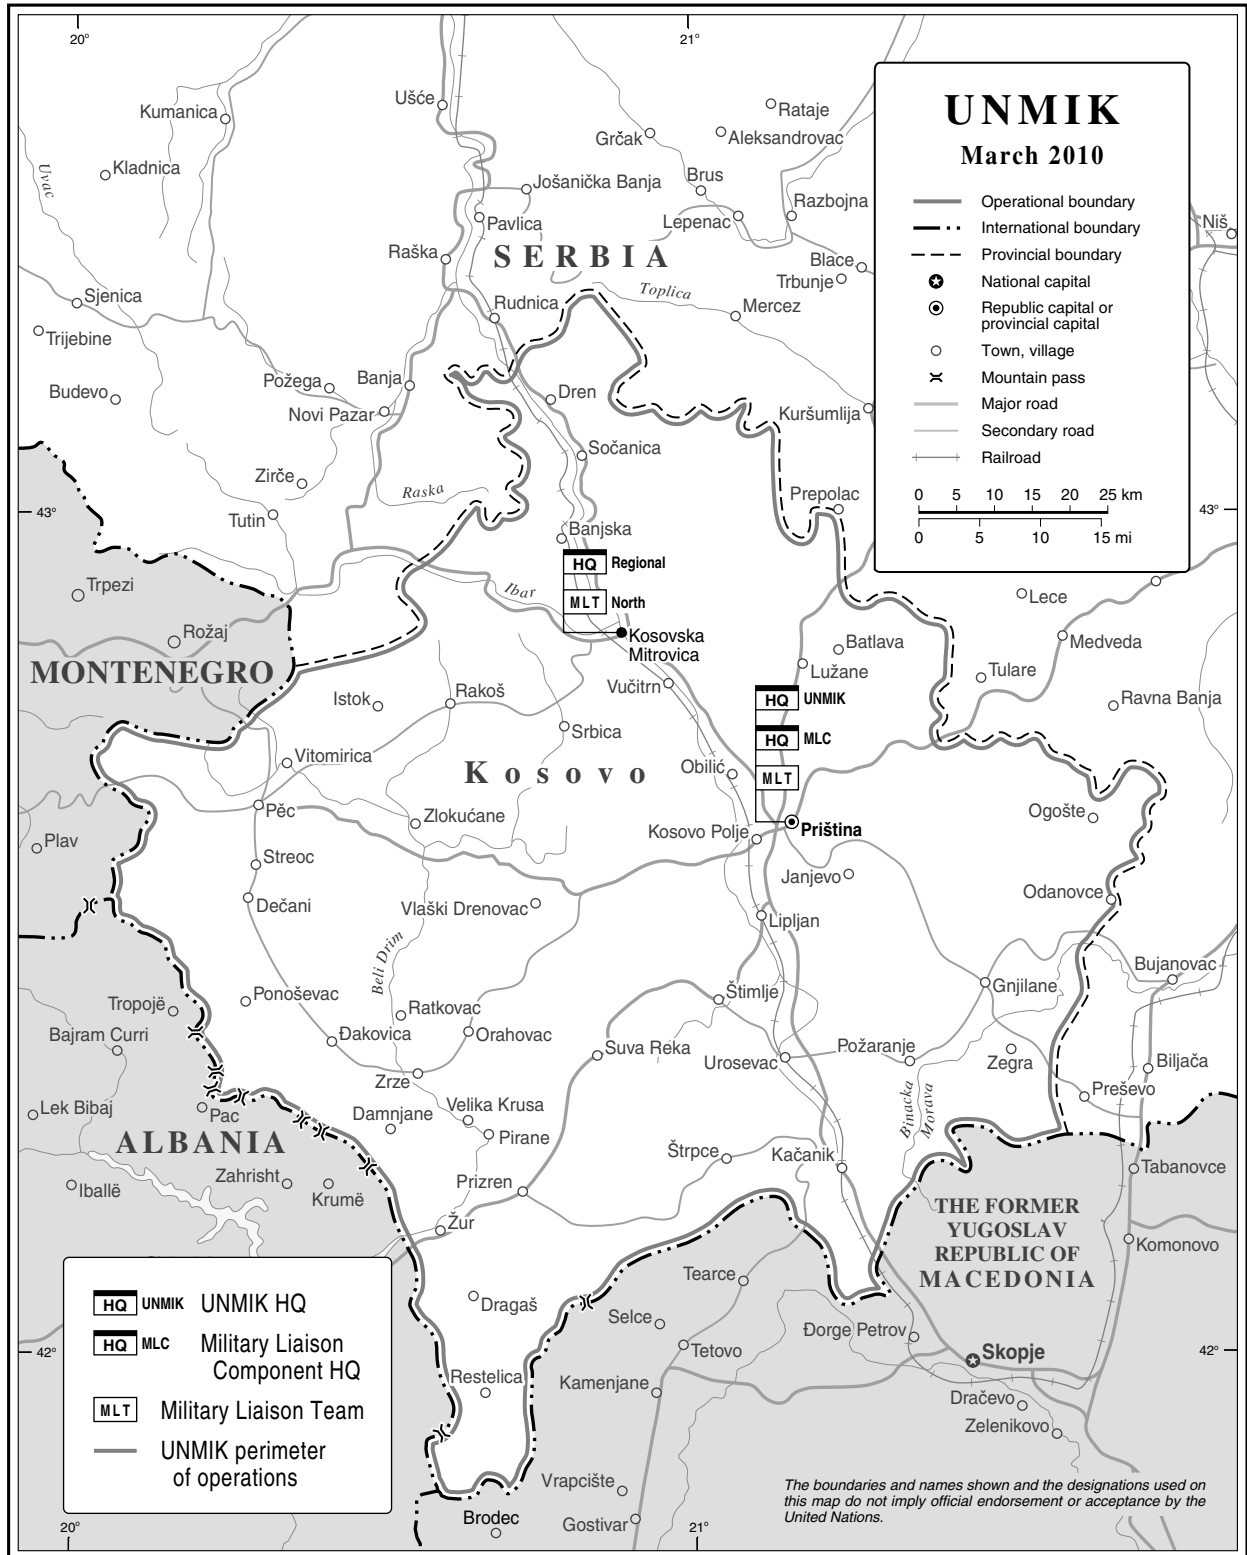 20°
21°
UNMIK
March 2010
Operational boundary
International boundary
Provincial boundary
National capital
Republic capital or
provincial capital
Town, village
Mountain pass
Major road
Secondary road
Railroad
0 5 10 15 20 25 km
0 5 10 15 mi
Ušće
Kumanica
Kladnica
Uvac
Rataje
Grčak
Aleksandrovac
Jošanička Banja
Brus
Razbojna
Lepenac
Pavlica
Niš
Raška
SERBIA
Blace
Trbunje
Toplica
Mercez
Sjenica
Rudnica
Trijebine
Požega
Banja
Budevo
Dren
Novi Pazar
Kuršumlija
Sočanica
Zirče
Raska
Prepolac
43°
43°
Tutin
Banjska
HQ Regional
MLT North
Ibar
Trpezi
Lece
Rožaj
Kosovska
Mitrovica
Batlava
Medveda
MONTENEGRO
Lužane
Tulare
Vučitrn
Istok
Rakoš
HQ UNMIK
Ravna Banja
Srbica
HQ MLC
Vitomirica
Kosovo
Obilić
MLT
Pěc
Zlokućane
Ogošte
Kosovo Polje
Priština
Plav
Streoc
Janjevo
Dečani
Vlaški Drenovac
Odanovce
Lipljan
Beli Drim
Bujanovac
Ponoševac
Štimlje
Gnjilane
Tropojë
Ratkovac
Bajram Curri
Đakovica
Orahovac
Suva Reka
Urosevac
Požaranje
Zegra
Biljača
Zrze
Preševo
Lek Bibaj
Pac
Damnjane
Velika Krusa
Binacka
Morava
ALBANIA
Pirane
Štrpce
Kačanik
Tabanovce
Iballë
Zahrisht
Krumë
Prizren
Žur
THE FORMER
YUGOSLAV
REPUBLIC OF
MACEDONIA
Komonovo
Tearce
Dragaš
Selce
Đorge Petrov
42°
42°
Tetovo
Skopje
Restelica
Kamenjane
Dračevo
Zelenikovo
Vrapcište
Brodec
Gostivar
HQ UNMIK UNMIK HQ
HQ MLC Military Liaison
Component HQ
MLT Military Liaison Team
UNMIK perimeter
of operations
The boundaries and names shown and the designations used on
this map do not imply official endorsement or acceptance by the
United Nations.
20°
21°